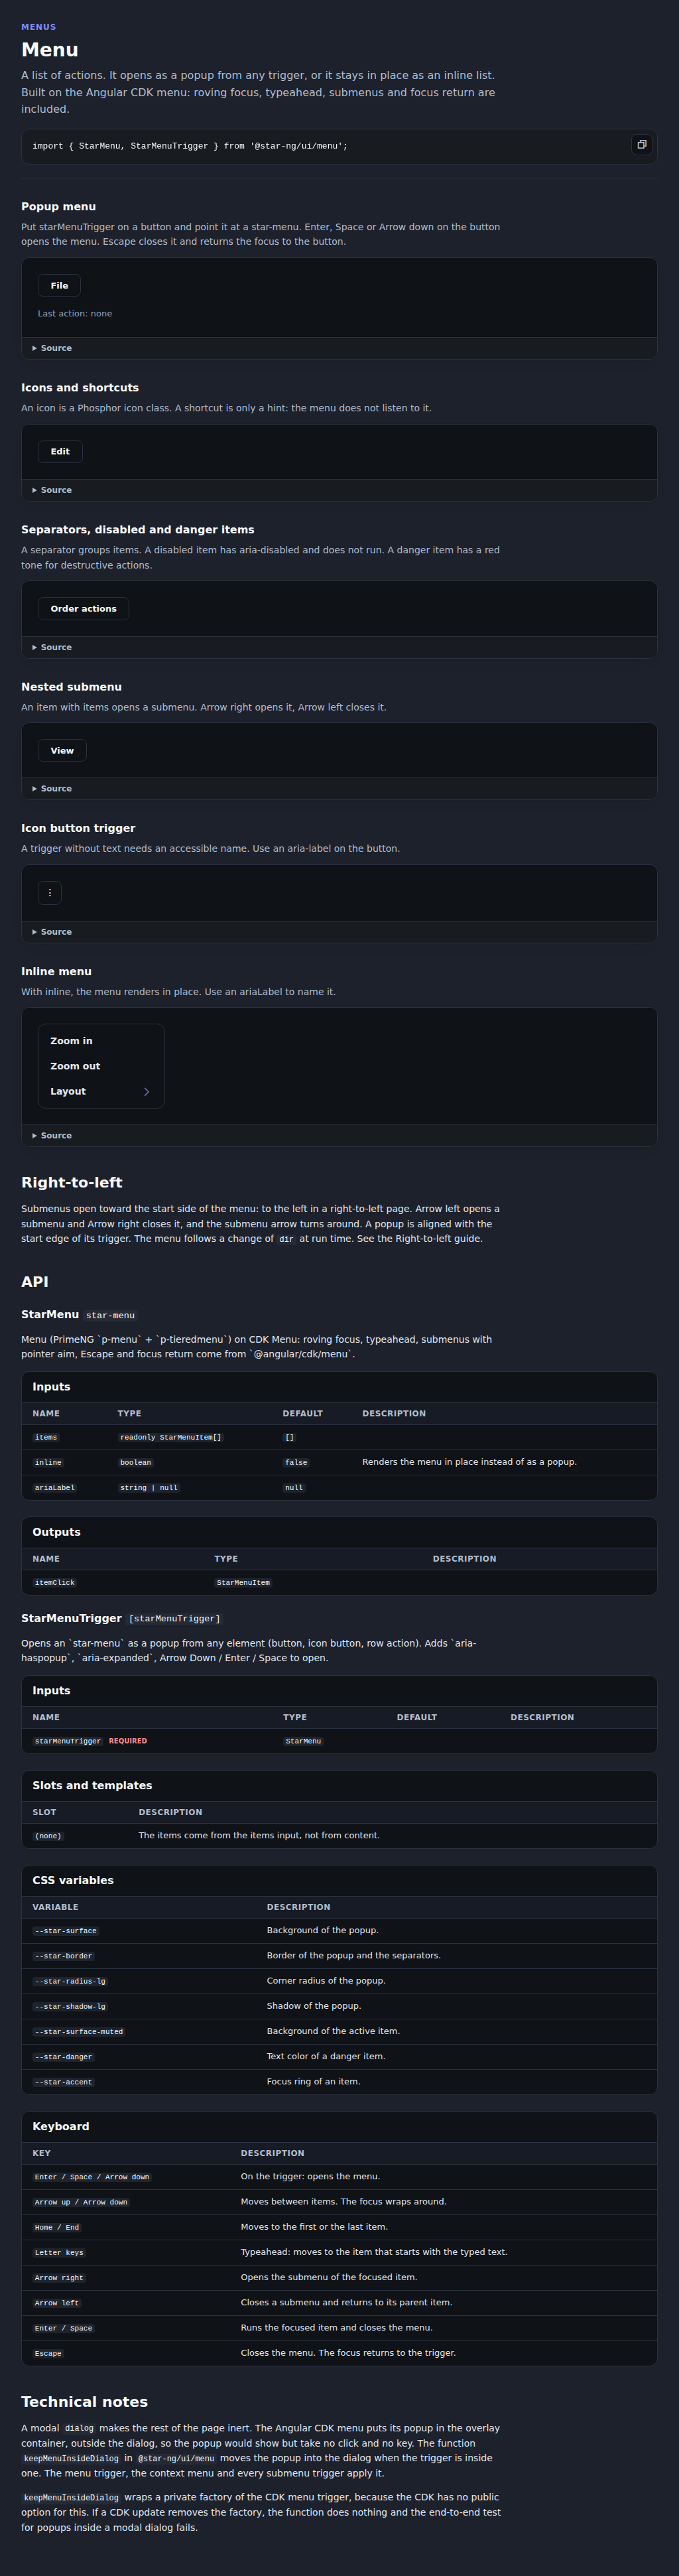 MENUS
Menu
A list of actions. It opens as a popup from any trigger, or it stays in place as an inline list.
Built on the Angular CDK menu: roving focus, typeahead, submenus and focus return are
included.
import { StarMenu, StarMenuTrigger } from '@star-ng/ui/menu';
Popup menu
Put starMenuTrigger on a button and point it at a star-menu. Enter, Space or Arrow down on the button
opens the menu. Escape closes it and returns the focus to the button.
File
Last action: none
Source
Icons and shortcuts
An icon is a Phosphor icon class. A shortcut is only a hint: the menu does not listen to it.
Edit
Source
Separators, disabled and danger items
A separator groups items. A disabled item has aria-disabled and does not run. A danger item has a red
tone for destructive actions.
Order actions
Source
Nested submenu
An item with items opens a submenu. Arrow right opens it, Arrow left closes it.
View
Source
Icon button trigger
A trigger without text needs an accessible name. Use an aria-label on the button.
Source
Inline menu
With inline, the menu renders in place. Use an ariaLabel to name it.
Zoom in
Zoom out
Layout
Source
Right-to-left
Submenus open toward the start side of the menu: to the left in a right-to-left page. Arrow left opens a
submenu and Arrow right closes it, and the submenu arrow turns around. A popup is aligned with the
start edge of its trigger. The menu follows a change of dir at run time. See the Right-to-left guide.
API
StarMenu star-menu
Menu (PrimeNG `p-menu` + `p-tieredmenu`) on CDK Menu: roving focus, typeahead, submenus with
pointer aim, Escape and focus return come from `@angular/cdk/menu`.
Inputs
NAME TYPE DEFAULT DESCRIPTION
items readonly StarMenuItem[] []
inline boolean false Renders the menu in place instead of as a popup.
ariaLabel string | null null
Outputs
NAME TYPE DESCRIPTION
itemClick StarMenuItem
StarMenuTrigger [starMenuTrigger]
Opens an `star-menu` as a popup from any element (button, icon button, row action). Adds `aria-
haspopup`, `aria-expanded`, Arrow Down / Enter / Space to open.
Inputs
NAME TYPE DEFAULT DESCRIPTION
starMenuTrigger REQUIRED StarMenu
Slots and templates
SLOT DESCRIPTION
(none) The items come from the items input, not from content.
CSS variables
VARIABLE DESCRIPTION
--star-surface Background of the popup.
--star-border Border of the popup and the separators.
--star-radius-lg Corner radius of the popup.
--star-shadow-lg Shadow of the popup.
--star-surface-muted Background of the active item.
--star-danger Text color of a danger item.
--star-accent Focus ring of an item.
Keyboard
KEY DESCRIPTION
Enter / Space / Arrow down On the trigger: opens the menu.
Arrow up / Arrow down Moves between items. The focus wraps around.
Home / End Moves to the first or the last item.
Letter keys Typeahead: moves to the item that starts with the typed text.
Arrow right Opens the submenu of the focused item.
Arrow left Closes a submenu and returns to its parent item.
Enter / Space Runs the focused item and closes the menu.
Escape Closes the menu. The focus returns to the trigger.
Technical notes
A modal dialog makes the rest of the page inert. The Angular CDK menu puts its popup in the overlay
container, outside the dialog, so the popup would show but take no click and no key. The function
keepMenuInsideDialog in @star-ng/ui/menu moves the popup into the dialog when the trigger is inside
one. The menu trigger, the context menu and every submenu trigger apply it.
keepMenuInsideDialog wraps a private factory of the CDK menu trigger, because the CDK has no public
option for this. If a CDK update removes the factory, the function does nothing and the end-to-end test
for popups inside a modal dialog fails.